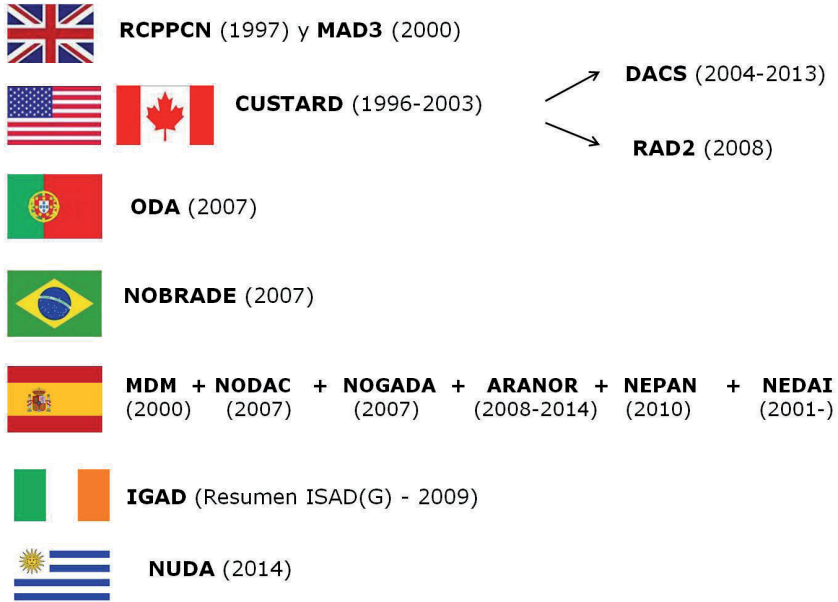 RCPPCN (1997) y MAD3 (2000)
DACS (2004-2013)
CUSTARD (1996-2003)
RAD2 (2008)
ODA (2007)
NOBRADE (2007)
MDM + NODAC + NOGADA + ARANOR + NEPAN + NEDAI
(2000) (2007) (2007) (2008-2014) (2010) (2001-)
IGAD (Resumen ISAD(G) - 2009)
NUDA (2014)